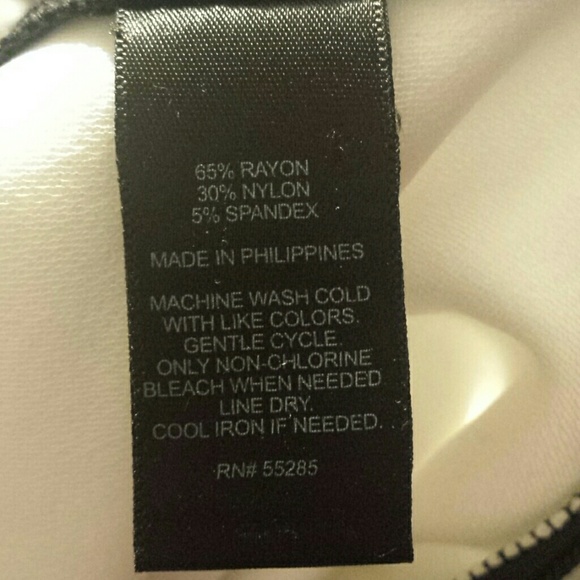 65% RAYON
30% NYLON
5% SPANDEX
MADE IN PHILIPPINES
MACHINE WASH COLD
WITH LIKE COLORS.
GENTLE CYCLE.
ONLY NON-CHLORINE
BLEACH WHEN NEEDED
LINE DRY.
COOL IRON IF NEEDED.
RN# 55285